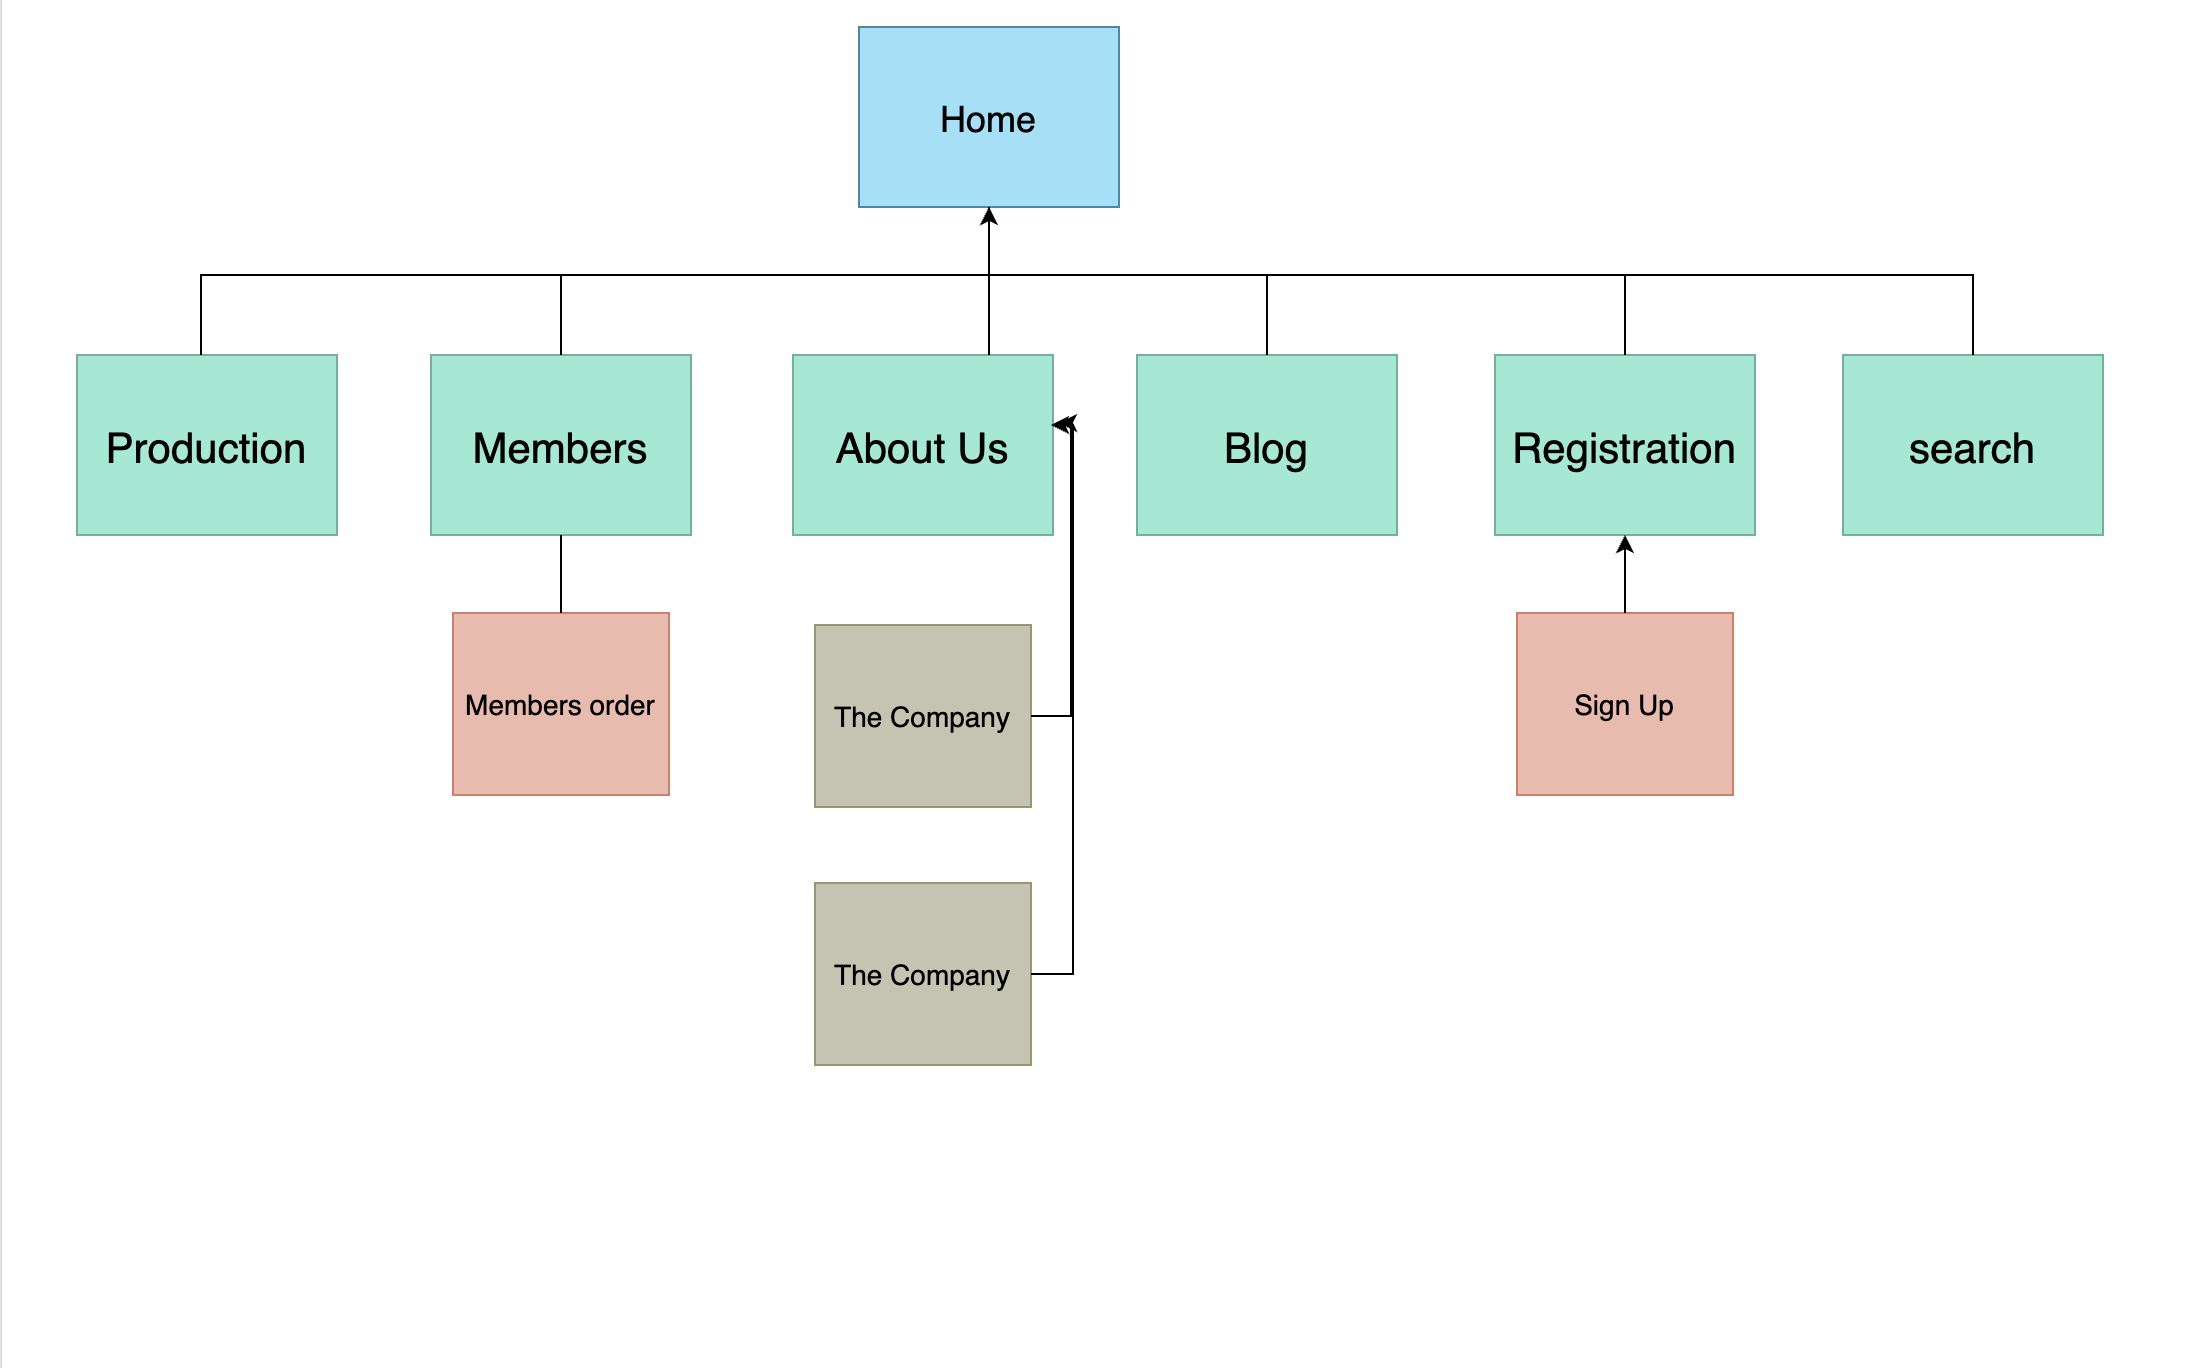 Home
Production
Members
About Us
Blog
Registration
search
Members order
The Company
Sign Up
The Company